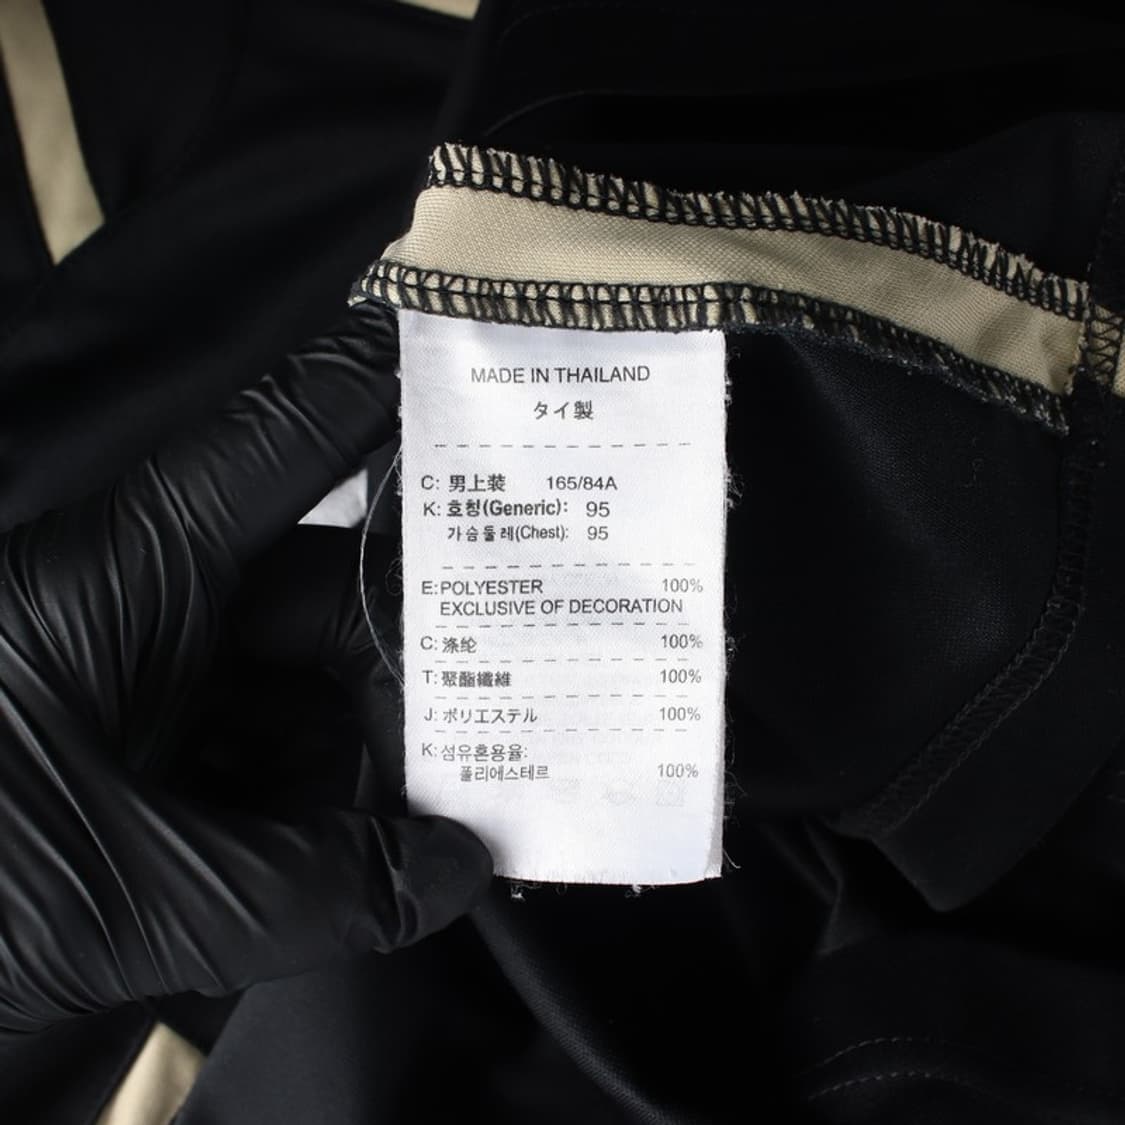 MADE IN THAILAND
タイ製
C: 男上装 165/84A
K: 호칭(Generic): 95
가슴둘레(Chest): 95
E:POLYESTER 100%
EXCLUSIVE OF DECORATION
C: 涤纶 100%
T: 聚酯纖維 100%
J: ポリエステル 100%
K: 섬유혼용율:
폴리에스테르 100%